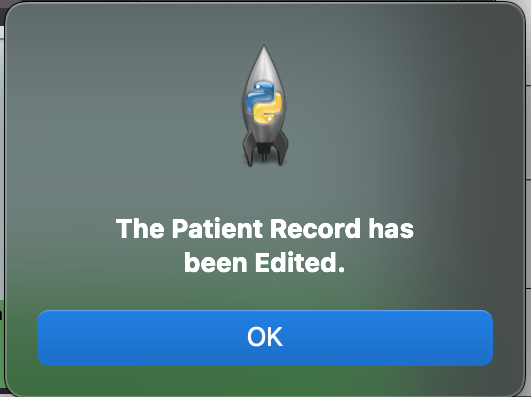 The Patient Record has
been Edited.
OK